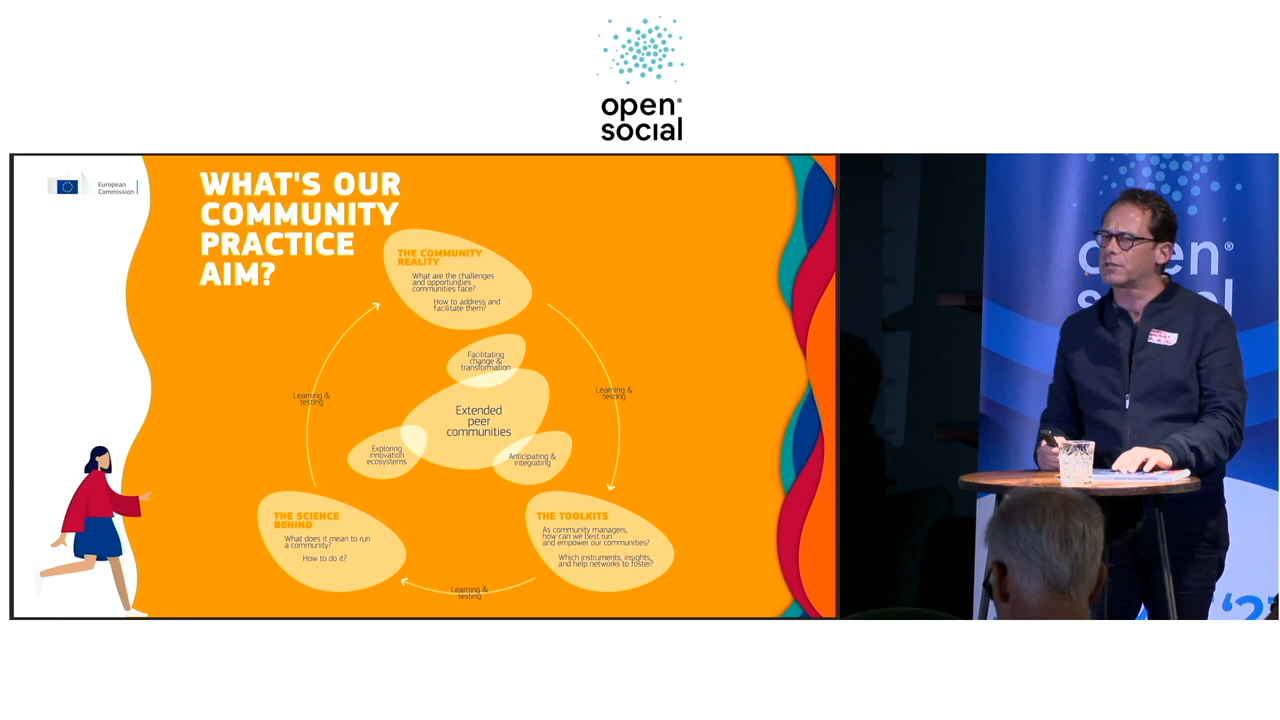 open®
social
European
Commission
WHAT'S OUR
COMMUNITY
PRACTICE
AIM?
THE COMMUNITY
REALITY
What are the challenges
and opportunities
communities face?
How to address and
facilitate them?
Facilitating
change &
transformation
Learning &
testing
Learning &
testing
Extended
peer
communities
Exploring
innovation
ecosystems
Anticipating &
integrating
THE SCIENCE
BEHIND
What does it mean to run
a community?
How to do it?
THE TOOLKITS
As community managers,
how can we best run
and empower our communities?
Which instruments, insights,
and help networks to foster?
Learning &
testing